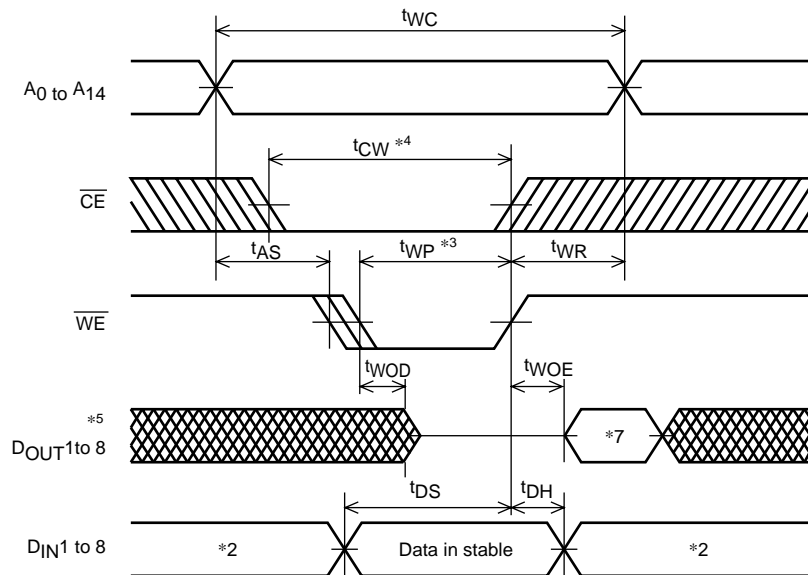 tWC
A0 to A14
tCW *4
CE
tAS
tWP *3
tWR
WE
tWOD
tWOE
*5
DOUT1to 8
*7
tDS
tDH
DIN1 to 8
*2
Data in stable
*2